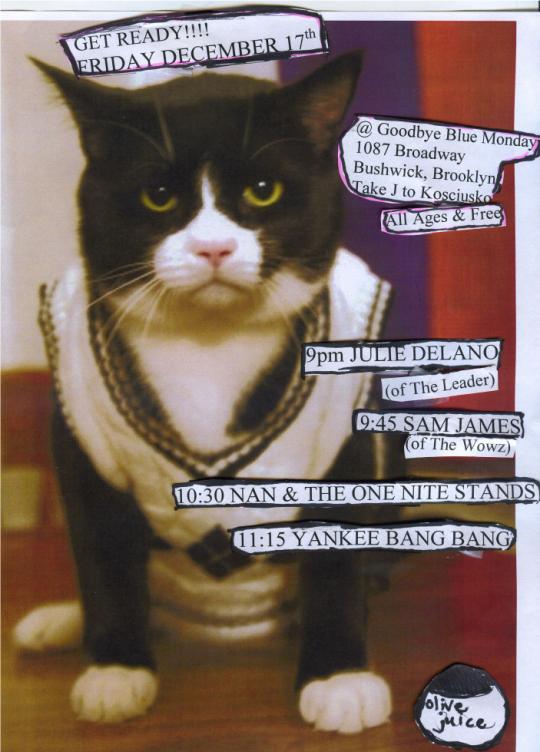 GET READY!!!!
FRIDAY DECEMBER 17th
@ Goodbye Blue Monday
1087 Broadway
Bushwick, Brooklyn
Take J to Kosciusko
All Ages & Free
9pm JULIE DELANO
(of The Leader)
9:45 SAM JAMES
(of The Wowz)
10:30 NAN & THE ONE NITE STANDS
11:15 YANKEE BANG BANG
olive
juice